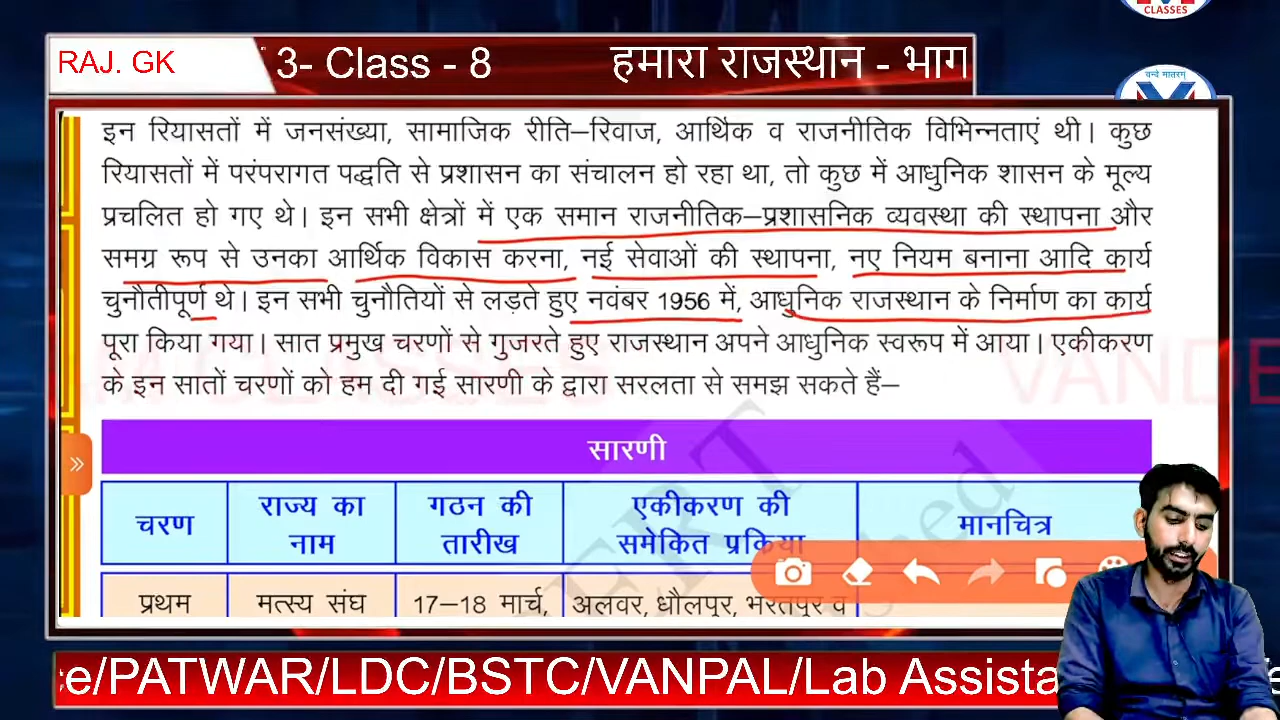 CLASSES
RAJ. GK
3- Class - 8 हमारा राजस्थान - भाग
वन्दे मातरम्
इन रियासतों में जनसंख्या, सामाजिक रीति–रिवाज, आर्थिक व राजनीतिक विभिन्नताएं थी। कुछ
रियासतों में परंपरागत पद्धति से प्रशासन का संचालन हो रहा था, तो कुछ में आधुनिक शासन के मूल्य
प्रचलित हो गए थे। इन सभी क्षेत्रों में एक समान राजनीतिक–प्रशासनिक व्यवस्था की स्थापना और
समग्र रूप से उनका आर्थिक विकास करना, नई सेवाओं की स्थापना, नए नियम बनाना आदि कार्य
चुनौतीपूर्ण थे। इन सभी चुनौतियों से लड़ते हुए नवंबर 1956 में, आधुनिक राजस्थान के निर्माण का कार्य
पूरा किया गया। सात प्रमुख चरणों से गुजरते हुए राजस्थान अपने आधुनिक स्वरूप में आया। एकीकरण
के इन सातों चरणों को हम दी गई सारणी के द्वारा सरलता से समझ सकते हैं–
M CLASSES VANDE
सारणी
चरण
राज्य का
नाम
गठन की
तारीख
एकीकरण की
समेकित प्रकिया
मानचित्र
प्रथम
मत्स्य संघ
17–18 मार्च,
अलवर, धौलपुर, भरतपुर व
ce/PATWAR/LDC/BSTC/VANPAL/Lab Assista